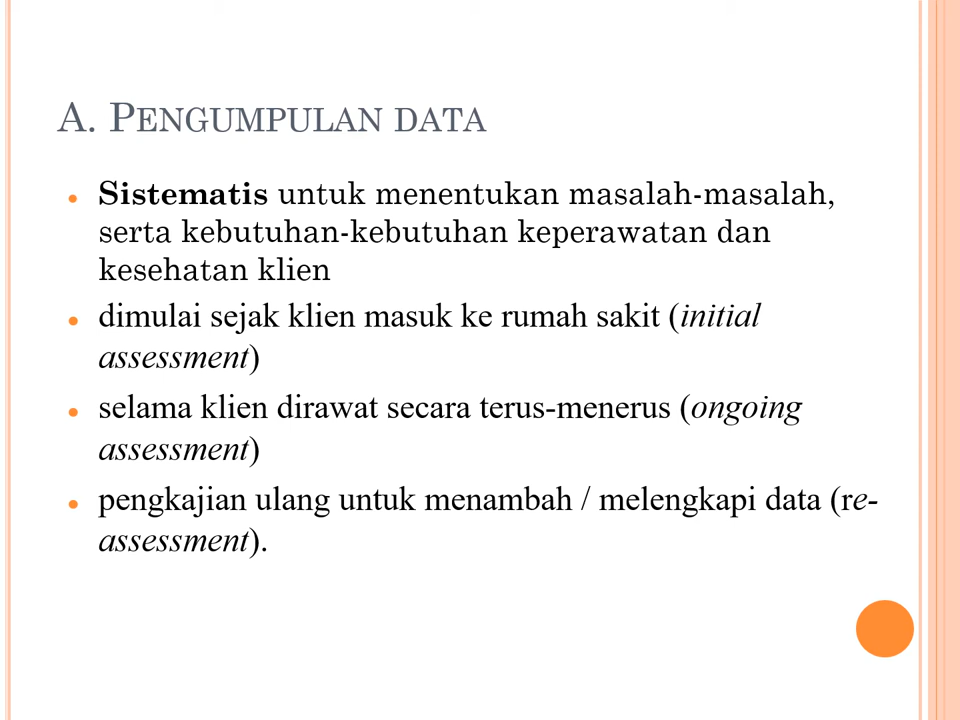 A. PENGUMPULAN DATA
• Sistematis untuk menentukan masalah-masalah,
serta kebutuhan-kebutuhan keperawatan dan
kesehatan klien
• dimulai sejak klien masuk ke rumah sakit (initial
assessment)
• selama klien dirawat secara terus-menerus (ongoing
assessment)
• pengkajian ulang untuk menambah / melengkapi data (re-
assessment).